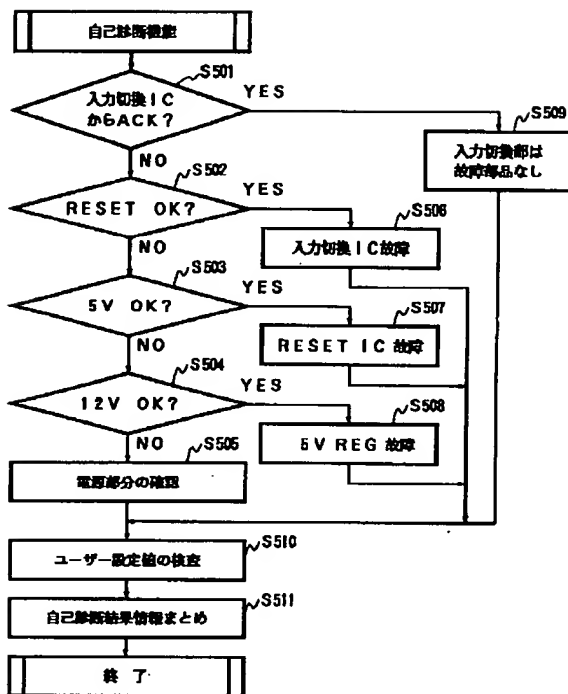 自己診断機能
S501
入力切換IC
からACK?
YES
S509
入力切換部は
故障部品なし
NO
S502
RESET OK?
YES
S506
入力切換IC故障
NO
S503
5V OK?
YES
S507
RESET IC 故障
NO
S504
12V OK?
YES
S508
5V REG 故障
NO
S505
電源部分の確認
S510
ユーザー設定値の検査
S511
自己診断結果情報まとめ
終了